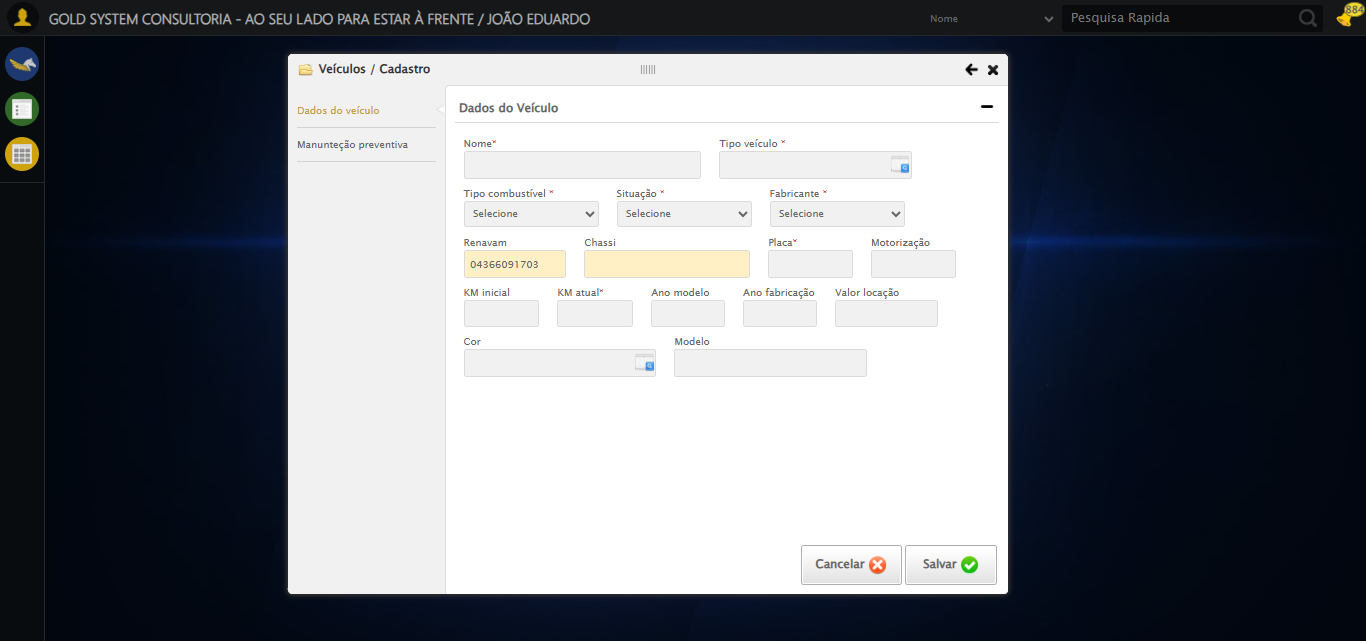 GOLD SYSTEM CONSULTORIA - AO SEU LADO PARA ESTAR À FRENTE / JOÃO EDUARDO
Nome
Pesquisa Rapida
884
Veículos / Cadastro
Dados do veículo
Manunteção preventiva
Dados do Veículo
Nome* Tipo veículo *
Tipo combustível * Situação * Fabricante *
Selecione Selecione Selecione
Renavam Chassi Placa* Motorização
04366091703
KM inicial KM atual* Ano modelo Ano fabricação Valor locação
Cor Modelo
Cancelar Salvar